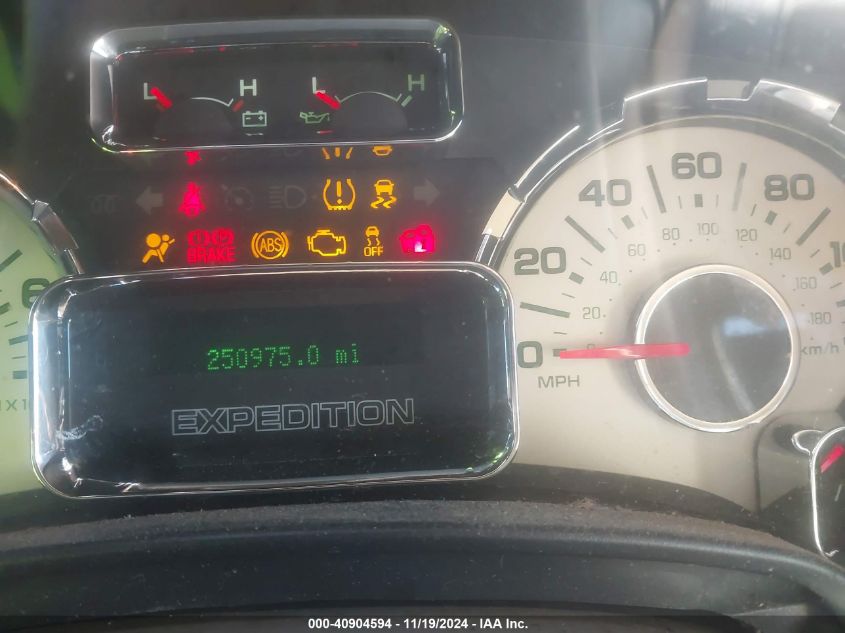 L H L H
60
40 80
100
80 120
ABS
BRAKE OFF
20 60 140
6 40 160
20 180
250975.0 mi
0 0 km/h
MPH
EXPEDITION
000-40904594 - 11/19/2024 - IAA Inc.